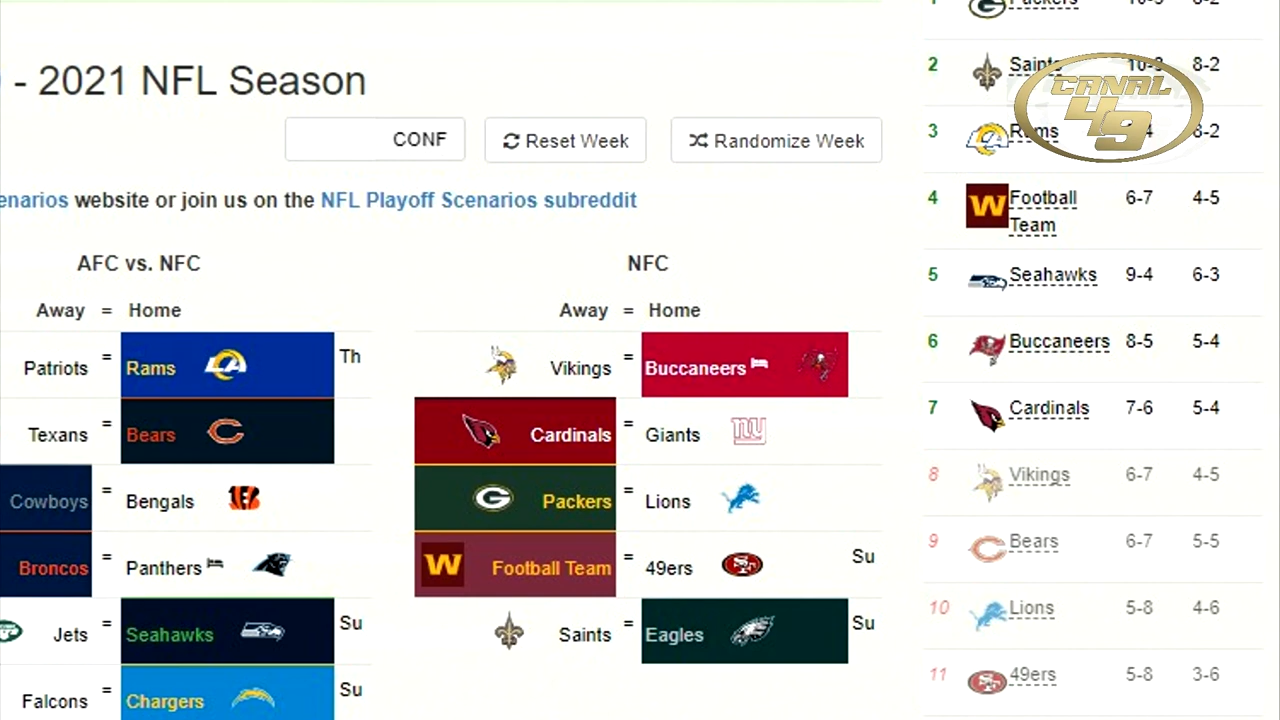 - 2021 NFL Season
CONF
Reset Week
Randomize Week
enarios website or join us on the NFL Playoff Scenarios subreddit
AFC vs. NFC
Away = Home
Patriots = Rams Th
Texans = Bears
Cowboys = Bengals
Broncos = Panthers
Jets = Seahawks Su
Falcons = Chargers Su
NFC
Away = Home
Vikings = Buccaneers
Cardinals = Giants
Packers = Lions
Football Team = 49ers Su
Saints = Eagles Su
Packers
2 Saints 8-2
3 Rams
4 Football Team 6-7 4-5
5 Seahawks 9-4 6-3
6 Buccaneers 8-5 5-4
7 Cardinals 7-6 5-4
8 Vikings 6-7 4-5
9 Bears 6-7 5-5
10 Lions 5-8 4-6
11 49ers 5-8 3-6
CANAL
49